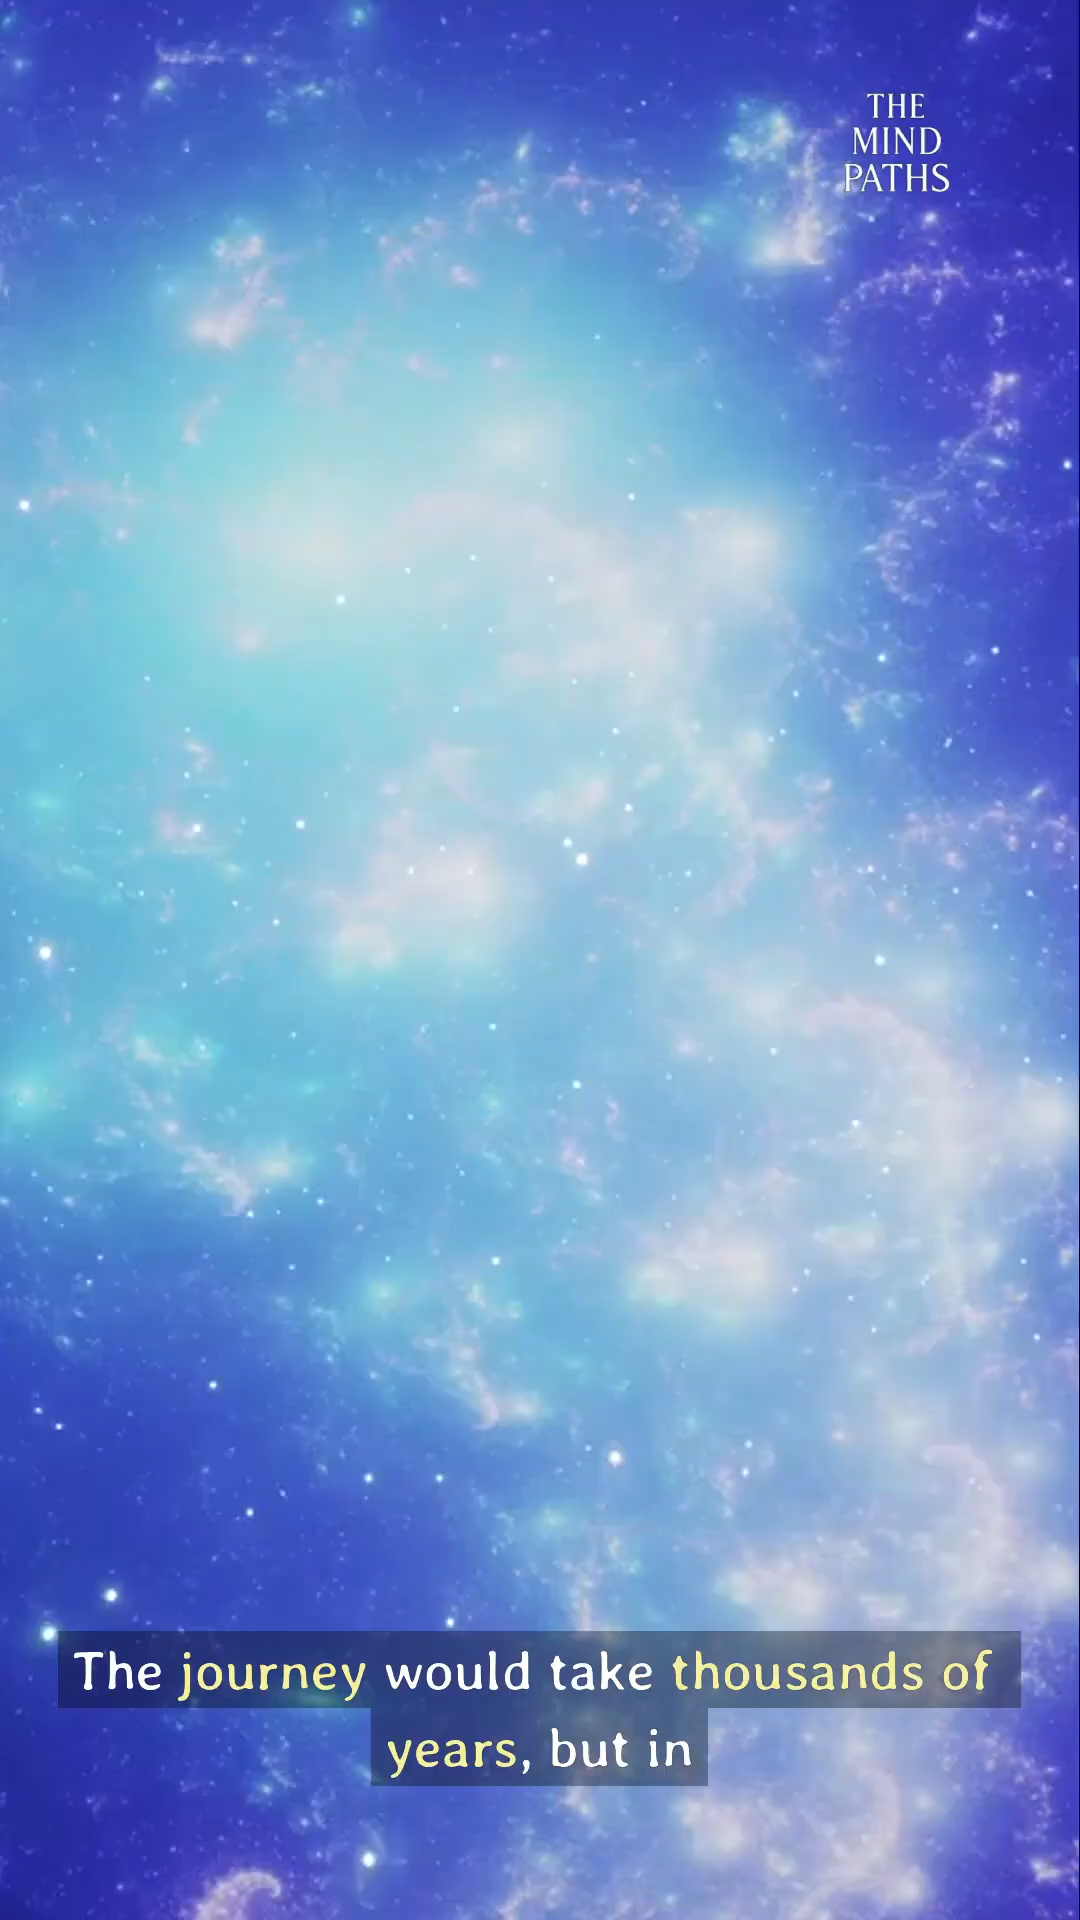 THE
MIND
PATHS
The journey would take thousands of
years, but in